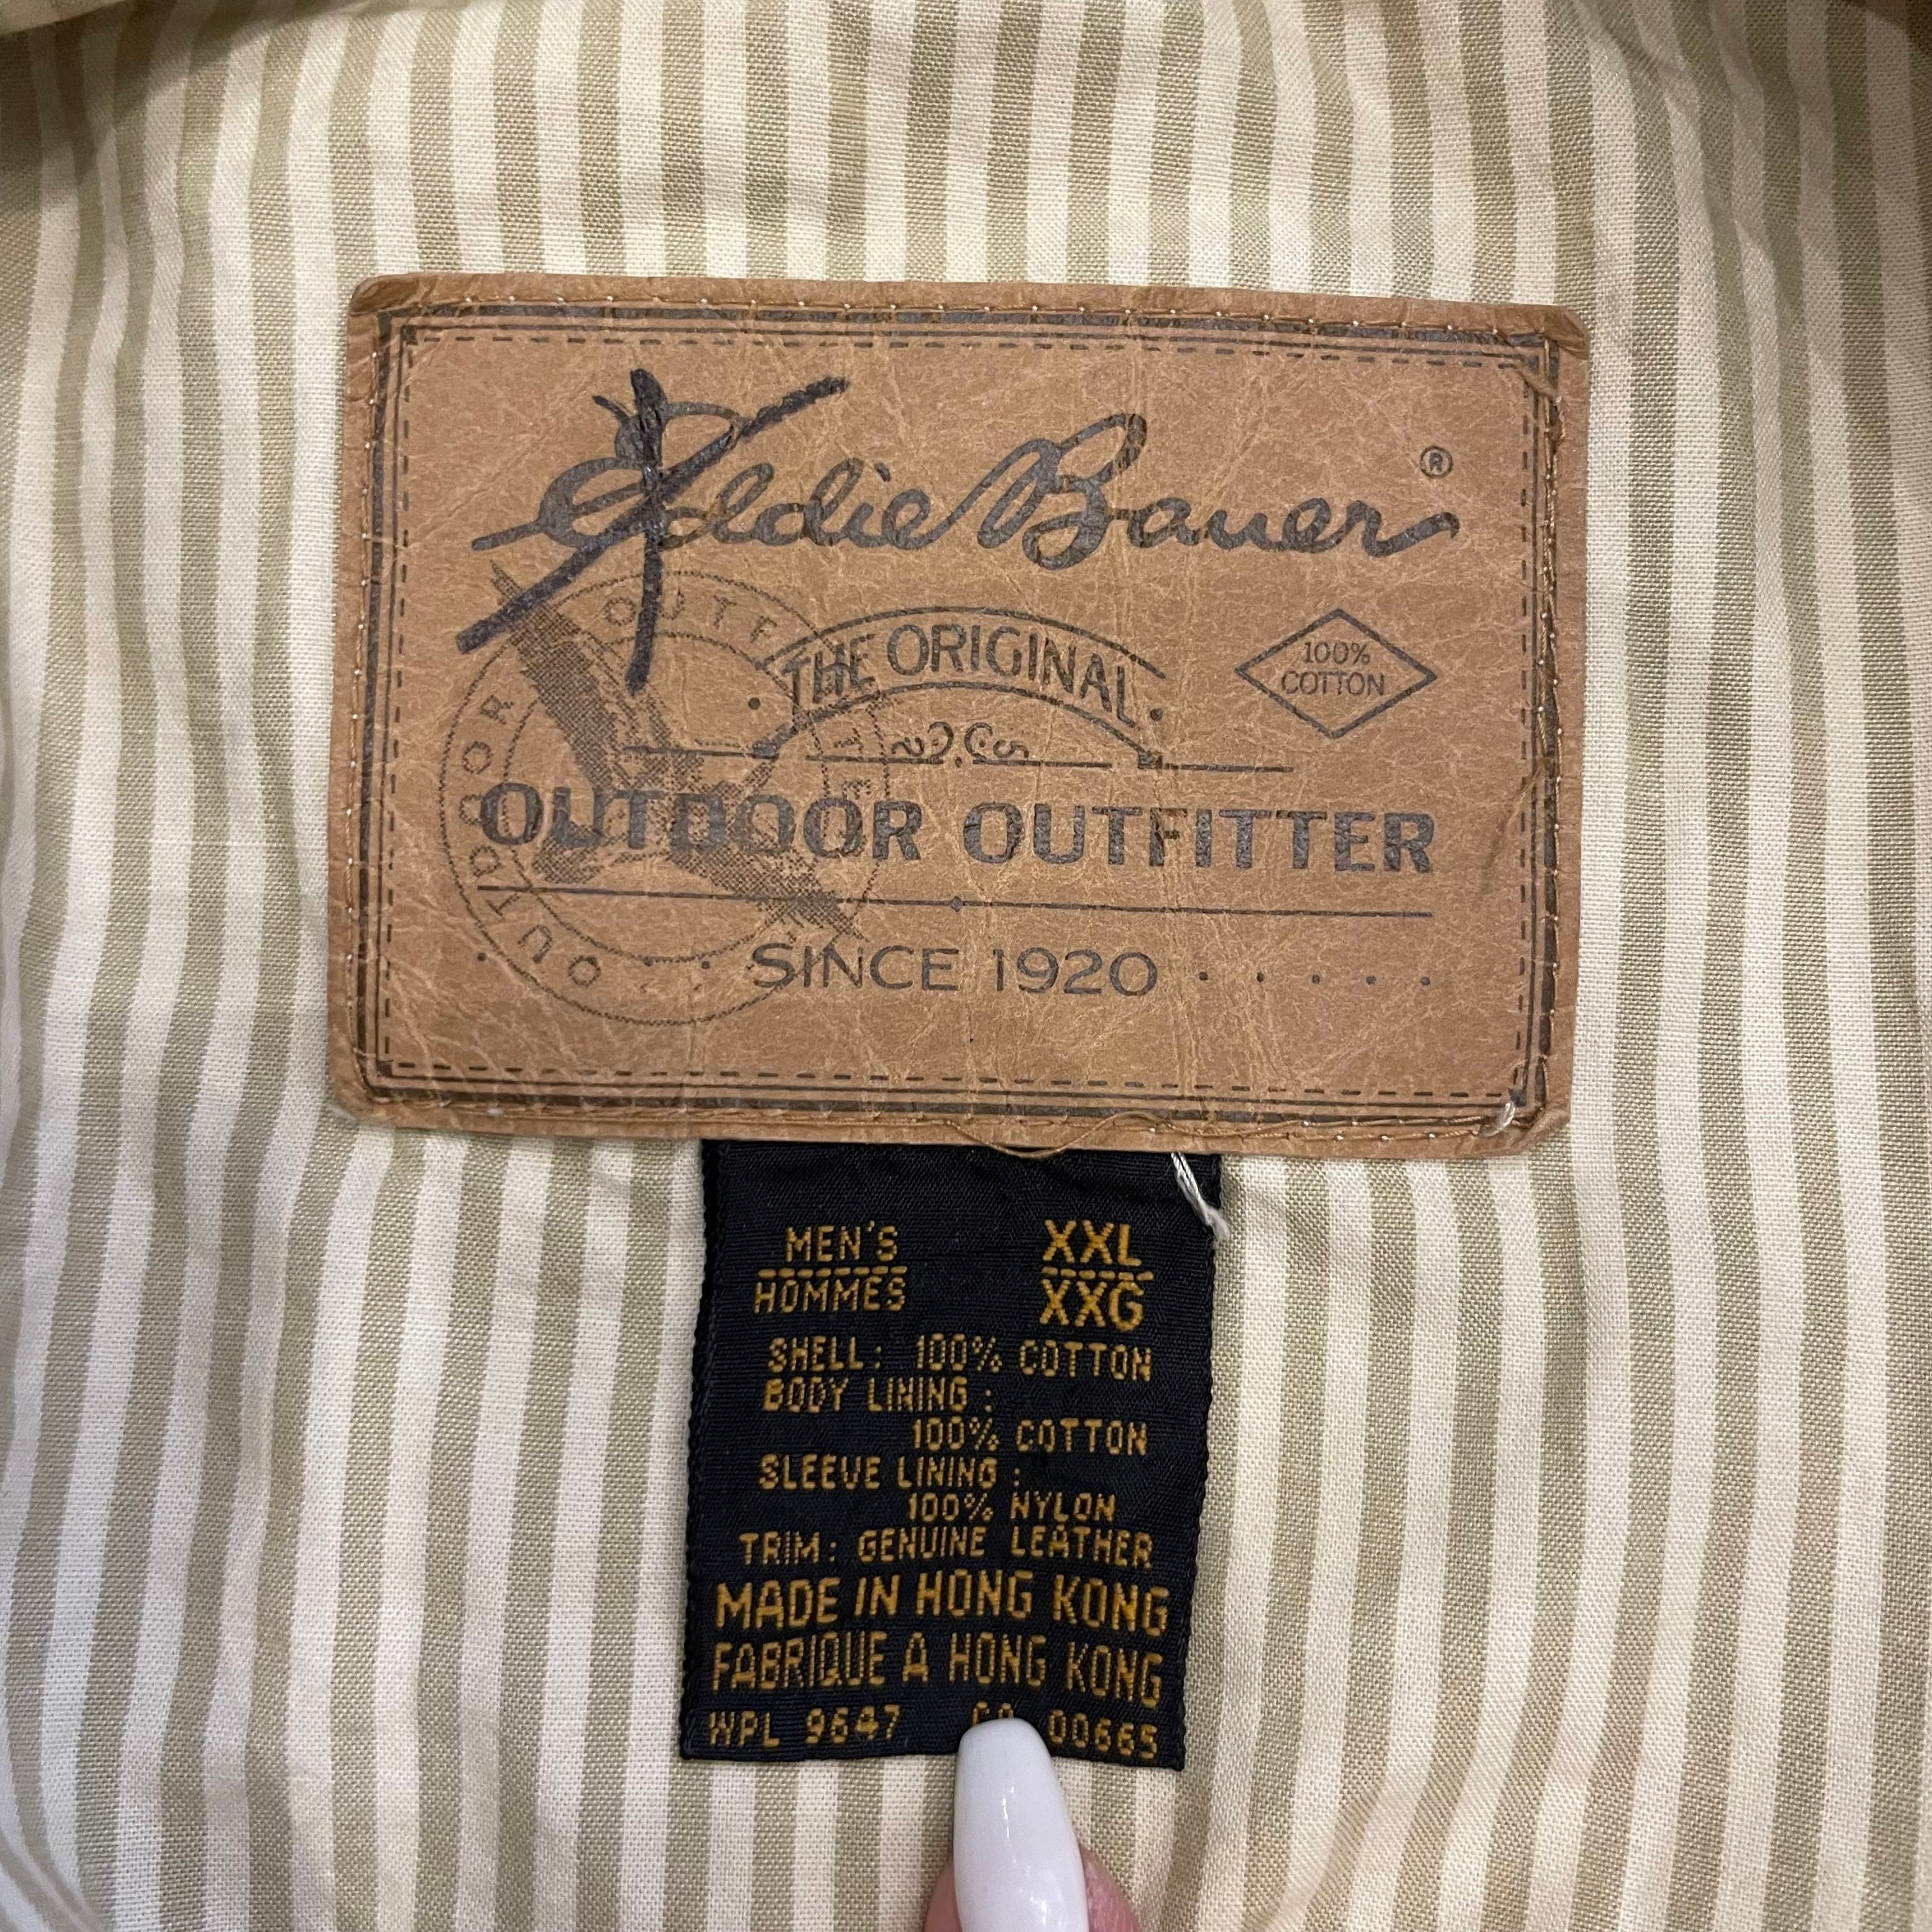 Eddie Bauer ®
THE ORIGINAL
100%
COTTON
OUTDOOR OUTFITTER
SINCE 1920
OUTDOOR OUTF
MEN'S XXL
HOMMES XXG
SHELL: 100% COTTON
BODY LINING:
100% COTTON
SLEEVE LINING:
100% NYLON
TRIM: GENUINE LEATHER
MADE IN HONG KONG
FABRIQUE A HONG KONG
WPL 9647 00665